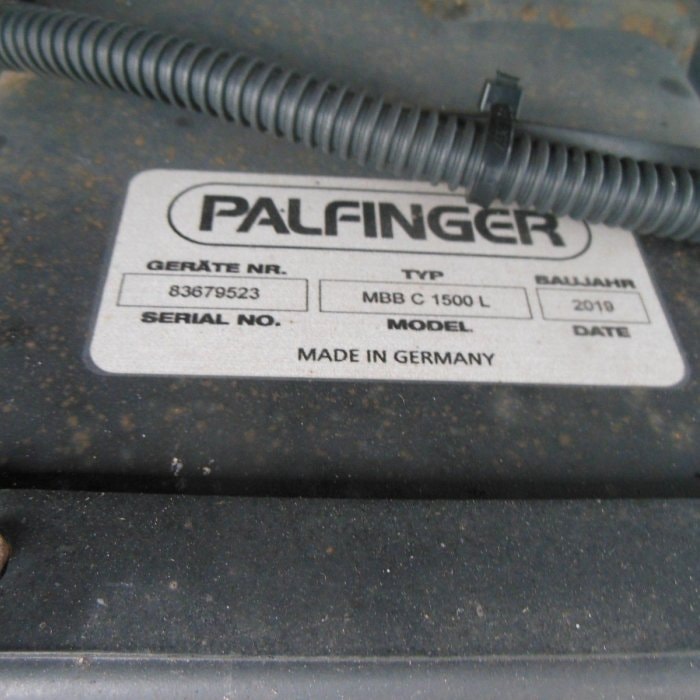 PALFINGER
GERÄTE NR. TYP BAUJAHR
83679523 MBB C 1500 L 2019
SERIAL NO. MODEL DATE
MADE IN GERMANY